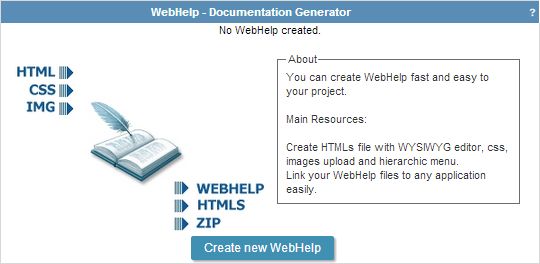 WebHelp - Documentation Generator
?
No WebHelp created.
HTML
CSS
IMG
About
You can create WebHelp fast and easy to
your project.
Main Resources:
Create HTMLs file with WYSIWYG editor, css,
images upload and hierarchic menu.
Link your WebHelp files to any application
easily.
WEBHELP
HTMLS
ZIP
Create new WebHelp